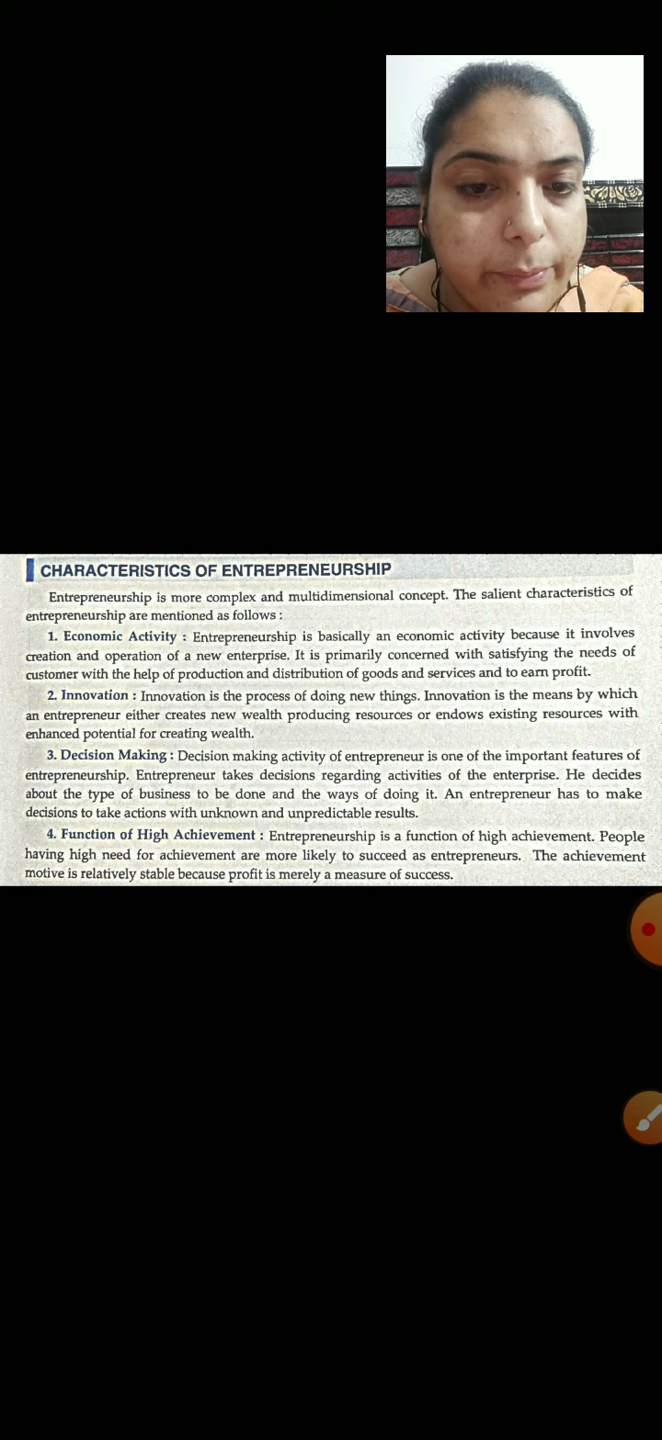 CHARACTERISTICS OF ENTREPRENEURSHIP
Entrepreneurship is more complex and multidimensional concept. The salient characteristics of
entrepreneurship are mentioned as follows :
1. Economic Activity : Entrepreneurship is basically an economic activity because it involves
creation and operation of a new enterprise. It is primarily concerned with satisfying the needs of
customer with the help of production and distribution of goods and services and to earn profit.
2. Innovation : Innovation is the process of doing new things. Innovation is the means by which
an entrepreneur either creates new wealth producing resources or endows existing resources with
enhanced potential for creating wealth.
3. Decision Making : Decision making activity of entrepreneur is one of the important features of
entrepreneurship. Entrepreneur takes decisions regarding activities of the enterprise. He decides
about the type of business to be done and the ways of doing it. An entrepreneur has to make
decisions to take actions with unknown and unpredictable results.
4. Function of High Achievement : Entrepreneurship is a function of high achievement. People
having high need for achievement are more likely to succeed as entrepreneurs. The achievement
motive is relatively stable because profit is merely a measure of success.